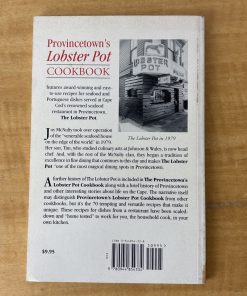 Provincetown's
Lobster Pot
COOKBOOK
features award-winning and easy-
to-use recipes for seafood and
Portuguese dishes served at Cape
Cod's renowned seafood
restaurant in Provincetown,
The Lobster Pot
LOBSTER
POT
The Lobster Pot in 1979
Joy McNulty took over operation
of the "venerable seafood house
on the edge of the world" in 1979.
Her son, Tim, who studied culinary arts at Johnson & Wales, is now head
chef. And, with the rest of the McNulty clan, they began a tradition of
excellence in fine dining that continues to this day and makes The Lobster
Pot "one of the most magical dining spots in Provincetown.
A further history of The Lobster Pot is included in The Provincetown's
Lobster Pot Cookbook along with a brief history of Provincetown
and other interesting stories about life on the Cape. The narrative itself
may distinguish Provincetown's Lobster Pot Cookbook from other
cookbooks, but it's the 70 tempting and versatile recipes that make it
unique. These recipes for dishes from a restaurant have been scaled-
down and "home tested" to work for you, the household cook, in your
own kitchen.
$9.95